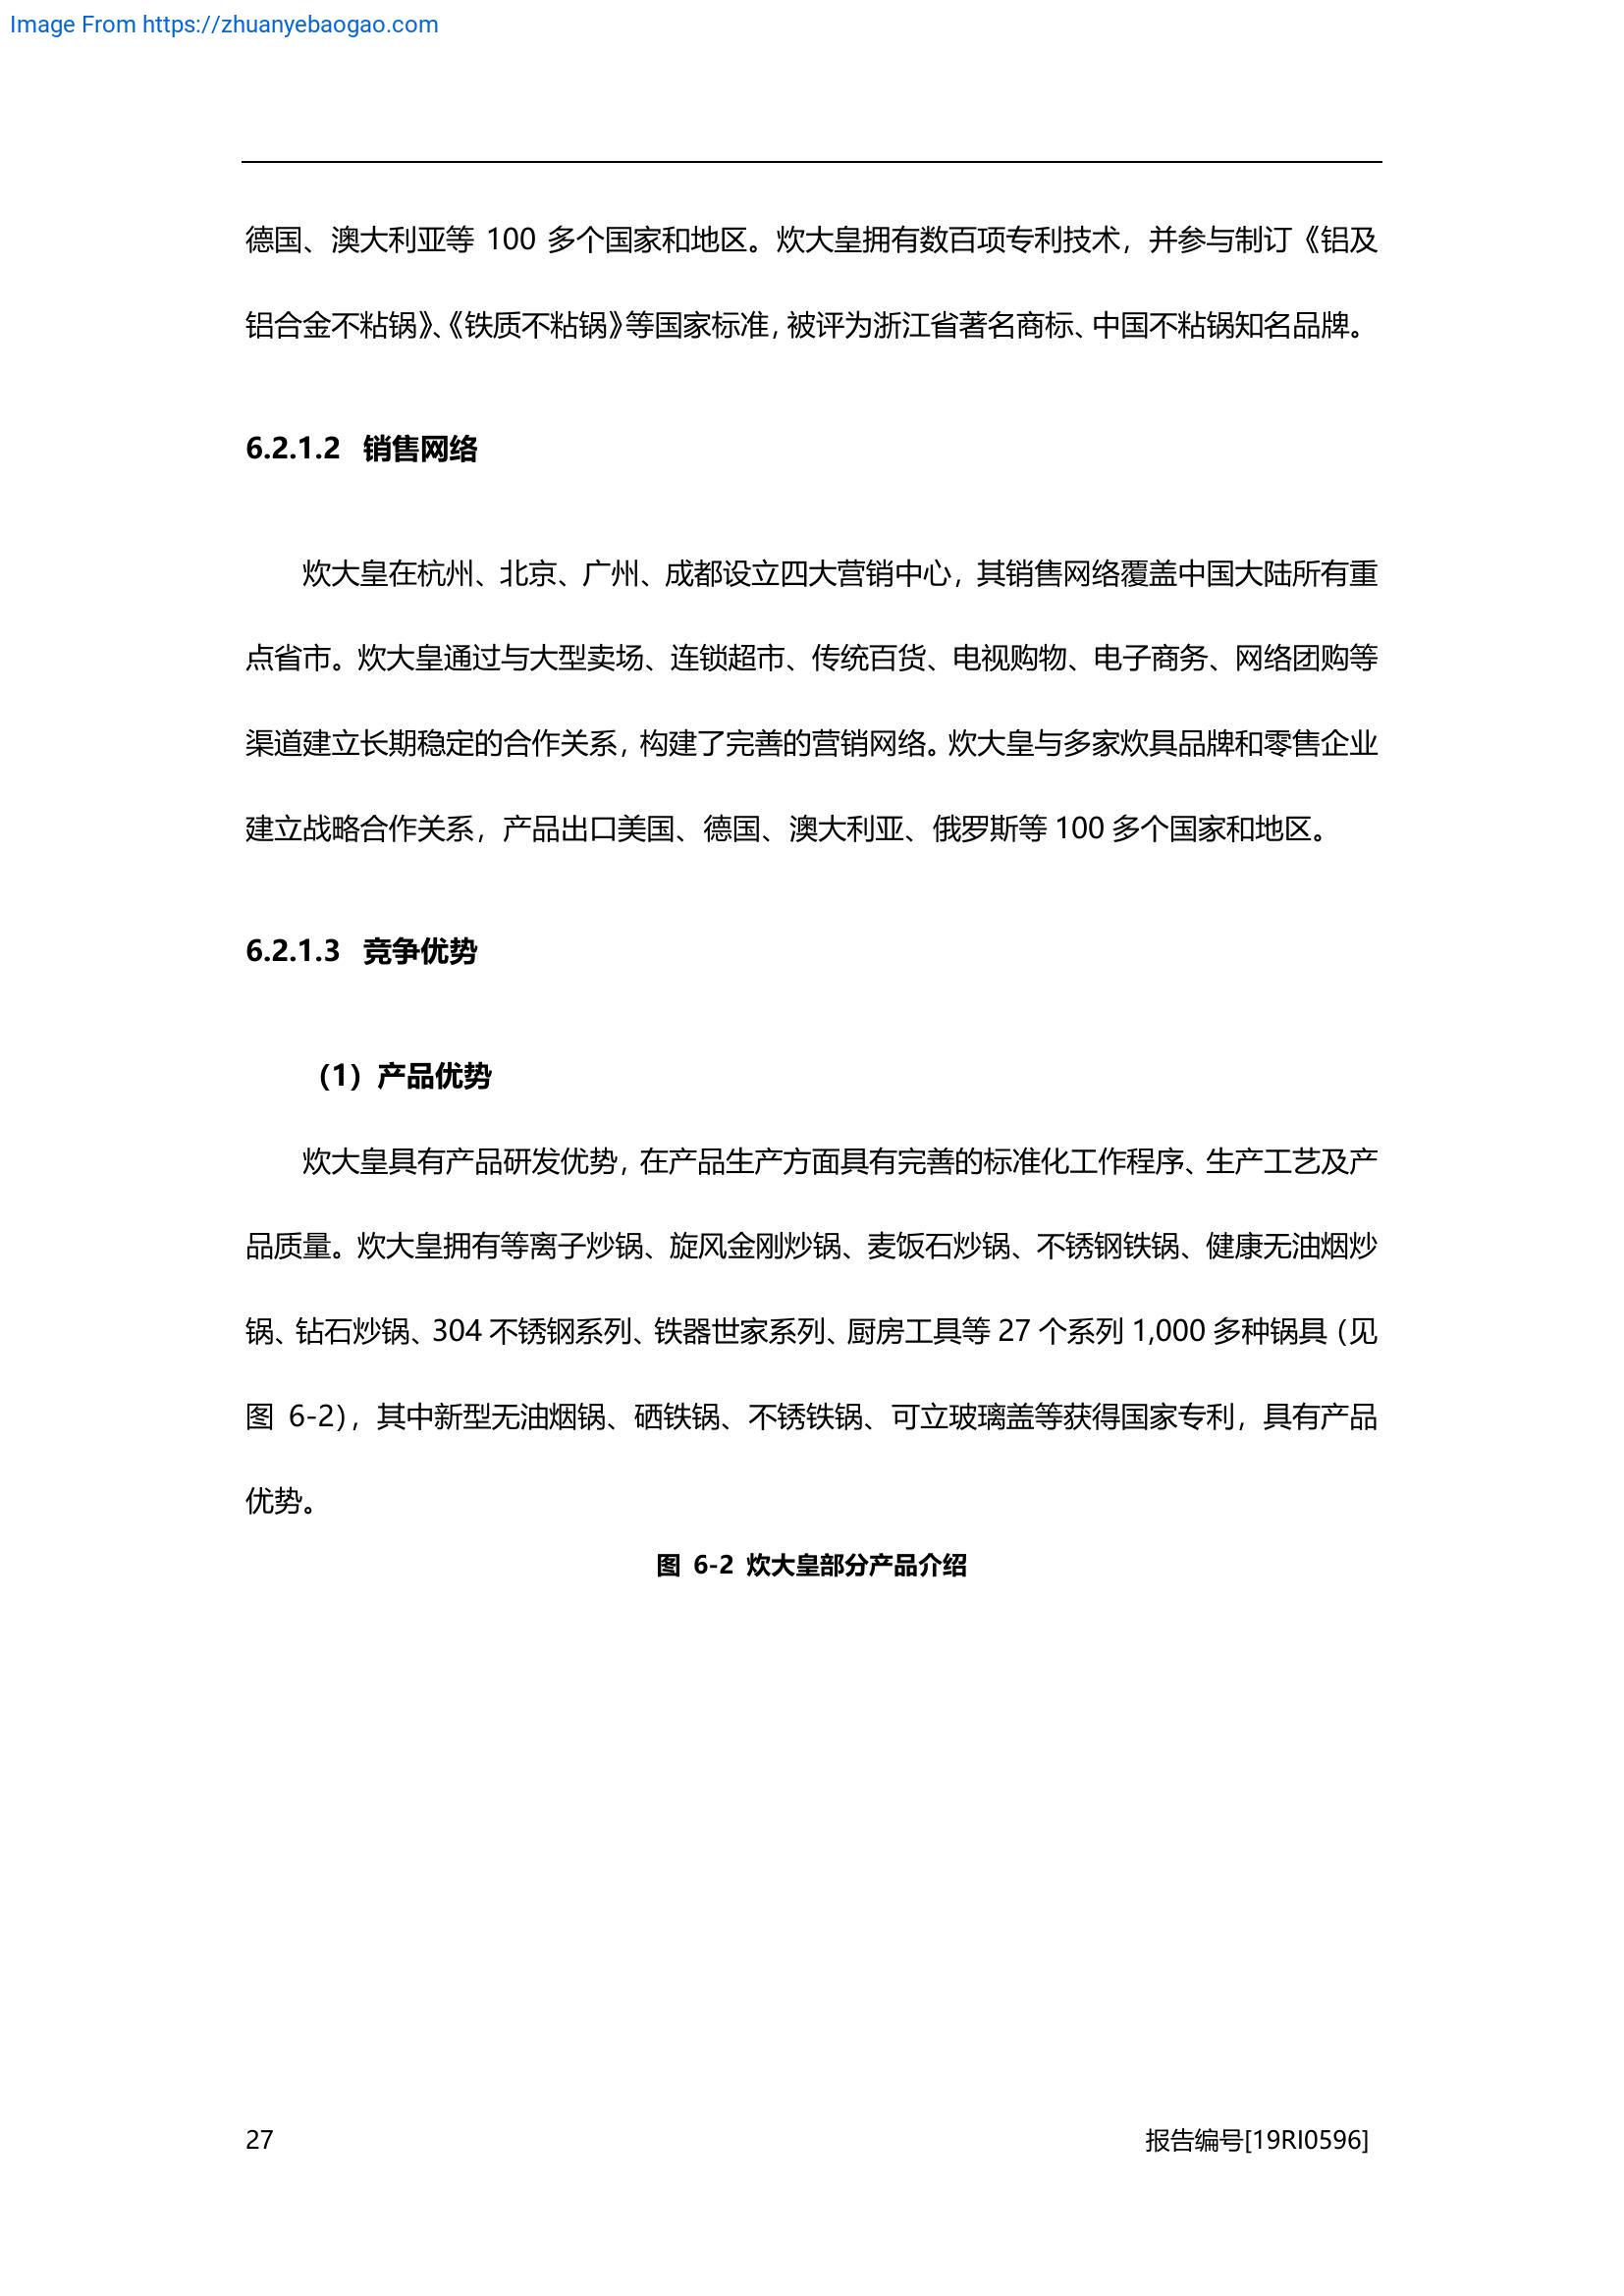 Image From https://zhuanyebaogao.com
德国、澳大利亚等 100 多个国家和地区。炊大皇拥有数百项专利技术，并参与制订《铝及
铝合金不粘锅》、《铁质不粘锅》等国家标准，被评为浙江省著名商标、中国不粘锅知名品牌。
6.2.1.2 销售网络
炊大皇在杭州、北京、广州、成都设立四大营销中心，其销售网络覆盖中国大陆所有重
点省市。炊大皇通过与大型卖场、连锁超市、传统百货、电视购物、电子商务、网络团购等
渠道建立长期稳定的合作关系，构建了完善的营销网络。炊大皇与多家炊具品牌和零售企业
建立战略合作关系，产品出口美国、德国、澳大利亚、俄罗斯等 100 多个国家和地区。
6.2.1.3 竞争优势
（1）产品优势
炊大皇具有产品研发优势，在产品生产方面具有完善的标准化工作程序、生产工艺及产
品质量。炊大皇拥有等离子炒锅、旋风金刚炒锅、麦饭石炒锅、不锈钢铁锅、健康无油烟炒
锅、钻石炒锅、304 不锈钢系列、铁器世家系列、厨房工具等 27 个系列 1,000 多种锅具（见
图 6-2），其中新型无油烟锅、硒铁锅、不锈铁锅、可立玻璃盖等获得国家专利，具有产品
优势。
图 6-2 炊大皇部分产品介绍
27 报告编号[19RI0596]